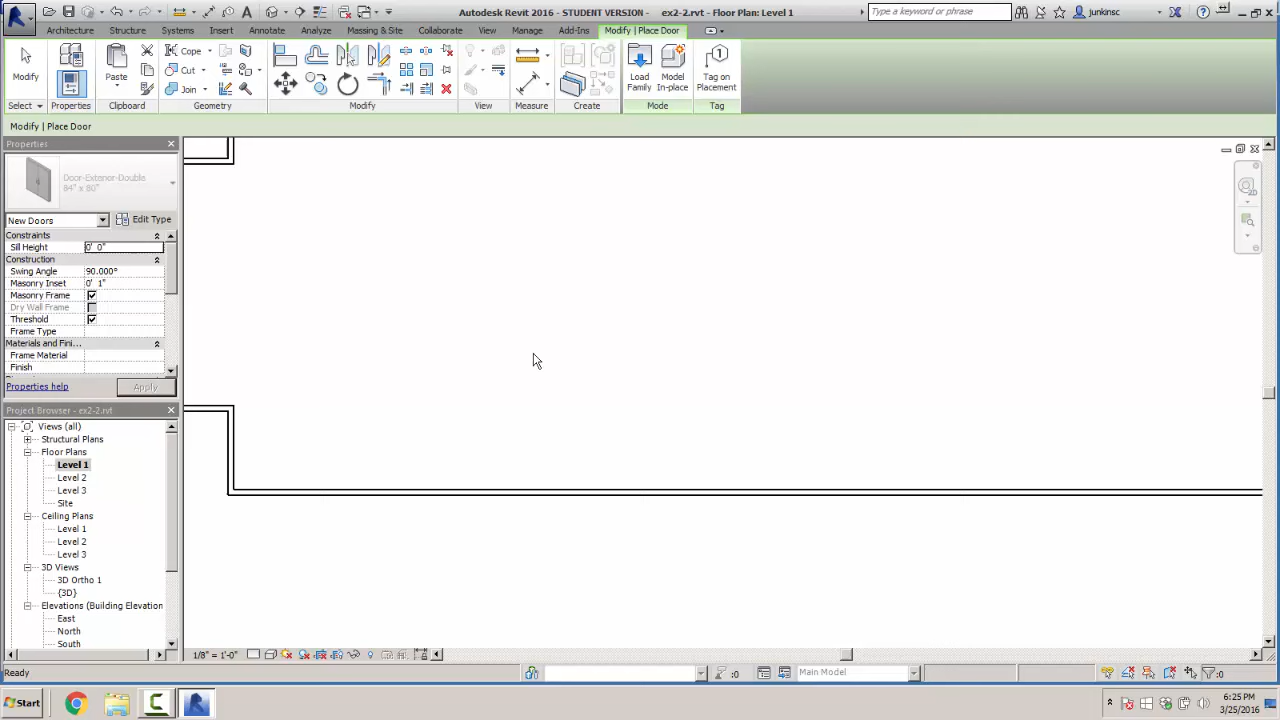 Autodesk Revit 2016 - STUDENT VERSION - ex2-2.rvt - Floor Plan: Level 1
Type a keyword or phrase
junkinsc
Architecture Structure Systems Insert Annotate Analyze Massing & Site Collaborate View Manage Add-Ins Modify | Place Door
Modify
Paste
Cope
Cut
Join
Load Family
Model In-place
Tag on Placement
Select Properties Clipboard Geometry Modify View Measure Create Mode Tag
Modify | Place Door
Properties
Door-Exterior-Double
84" x 80"
New Doors
Edit Type
Constraints
Sill Height 0' 0"
Construction
Swing Angle 90.000°
Masonry Inset 0' 1"
Masonry Frame
Dry Wall Frame
Threshold
Frame Type
Materials and Fini...
Frame Material
Finish
Properties help
Apply
Project Browser - ex2-2.rvt
Views (all)
Structural Plans
Floor Plans
Level 1
Level 2
Level 3
Site
Ceiling Plans
Level 1
Level 2
Level 3
3D Views
3D Ortho 1
{3D}
Elevations (Building Elevation
East
North
South
1/8" = 1'-0"
Ready
:0
Main Model
:0
Start
6:25 PM
3/25/2016